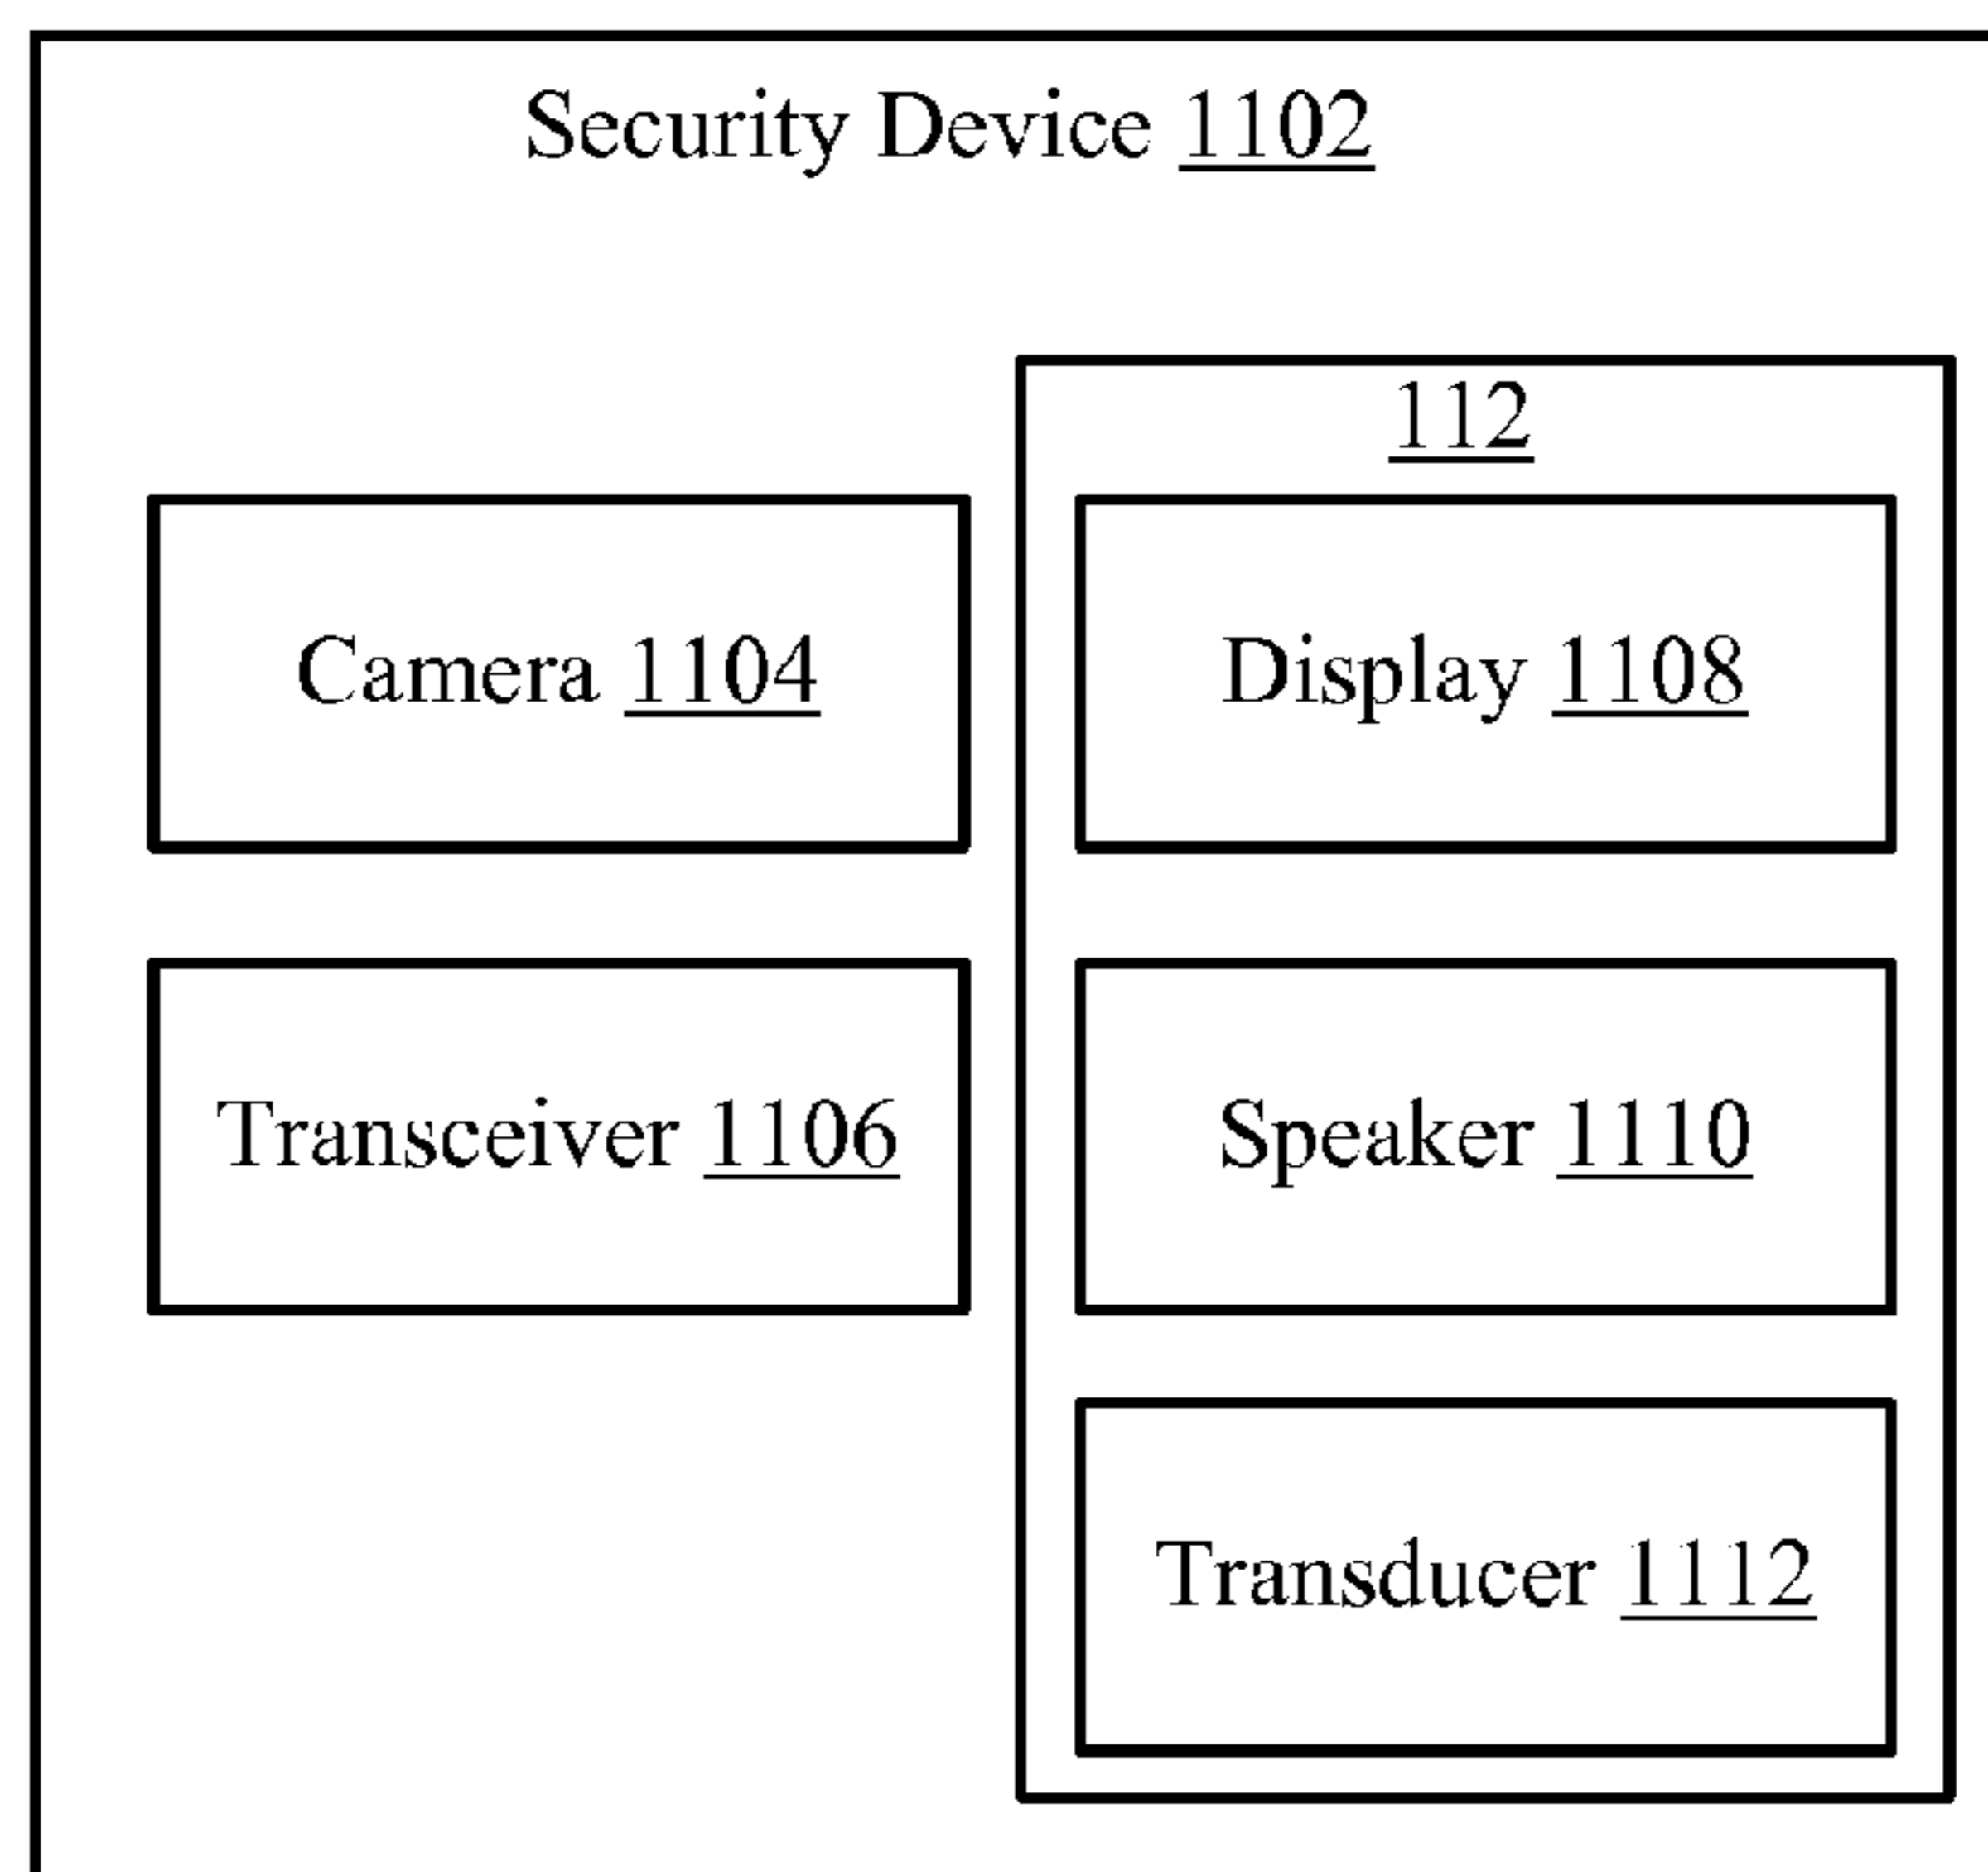 Security Device 1102
112
Camera 1104
Display 1108
Transceiver 1106
Speaker 1110
Transducer 1112